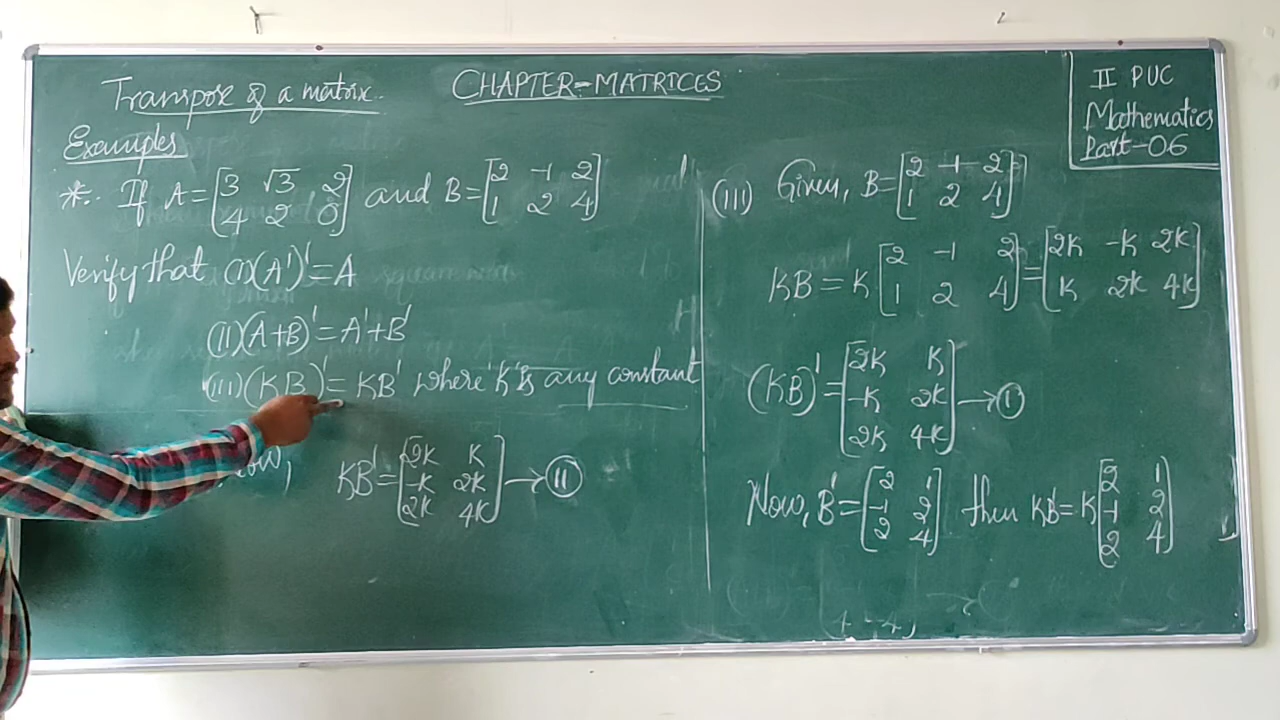 Transpose of a matrix.
CHAPTER-MATRICES
II PUC
Mathematics
Part-06
Examples
*.. If A = [3 √3 2
4 2 0] and B = [2 -1 2
1 2 4]
Verify that (i) (A')' = A
(ii) (A+B)' = A'+B'
(iii) (KB)' = KB' where 'K' is any constant
KB' = [2K K
-K 2K
2K 4K] → (II)
(iii) Given, B = [2 -1 2
1 2 4]
KB = K [2 -1 2
1 2 4] = [2K -K 2K
K 2K 4K]
(KB)' = [2K K
-K 2K
2K 4K] → (I)
Now, B' = [2 1
-1 2
2 4] then KB' = K [2 1
-1 2
2 4]